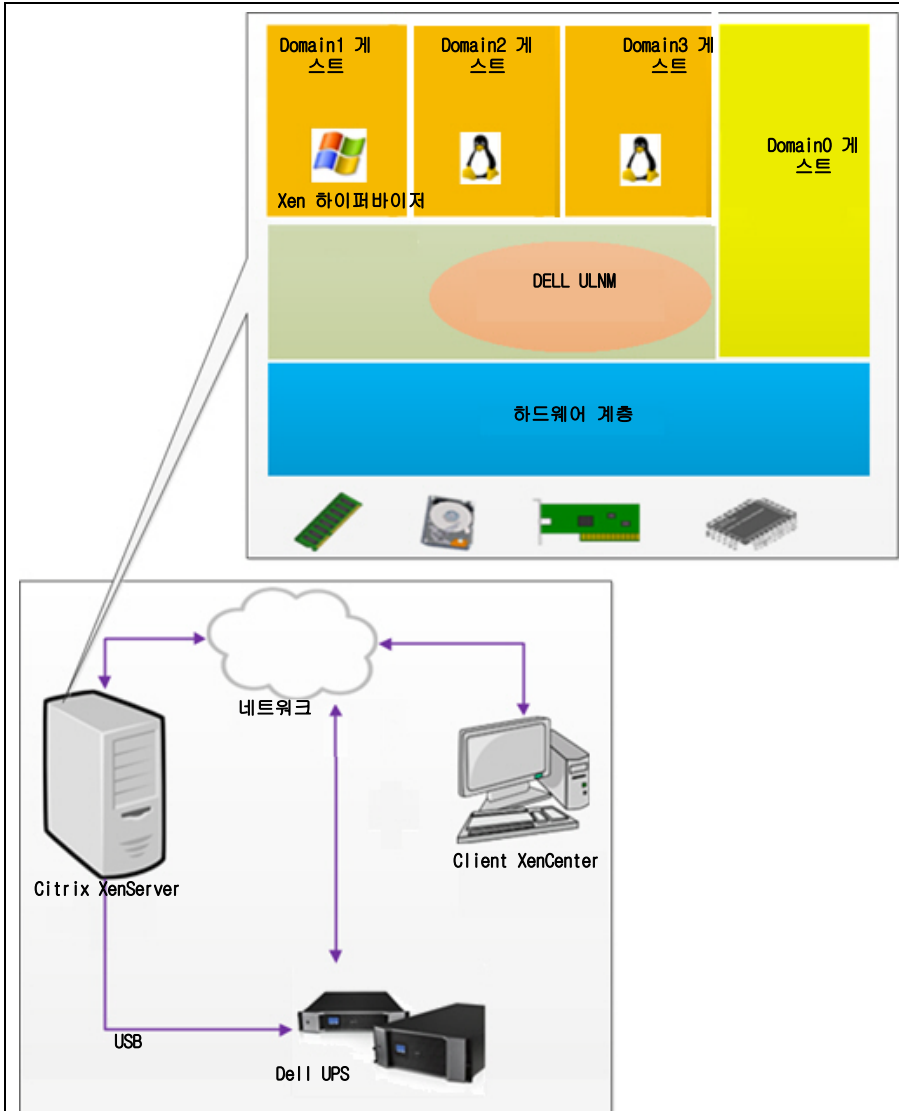 Domain1 게
스트
Domain2 게
스트
Domain3 게
스트
Domain0 게
스트
Xen 하이퍼바이저
DELL ULNM
하드웨어 계층
네트워크
Client XenCenter
Citrix XenServer
USB
Dell UPS